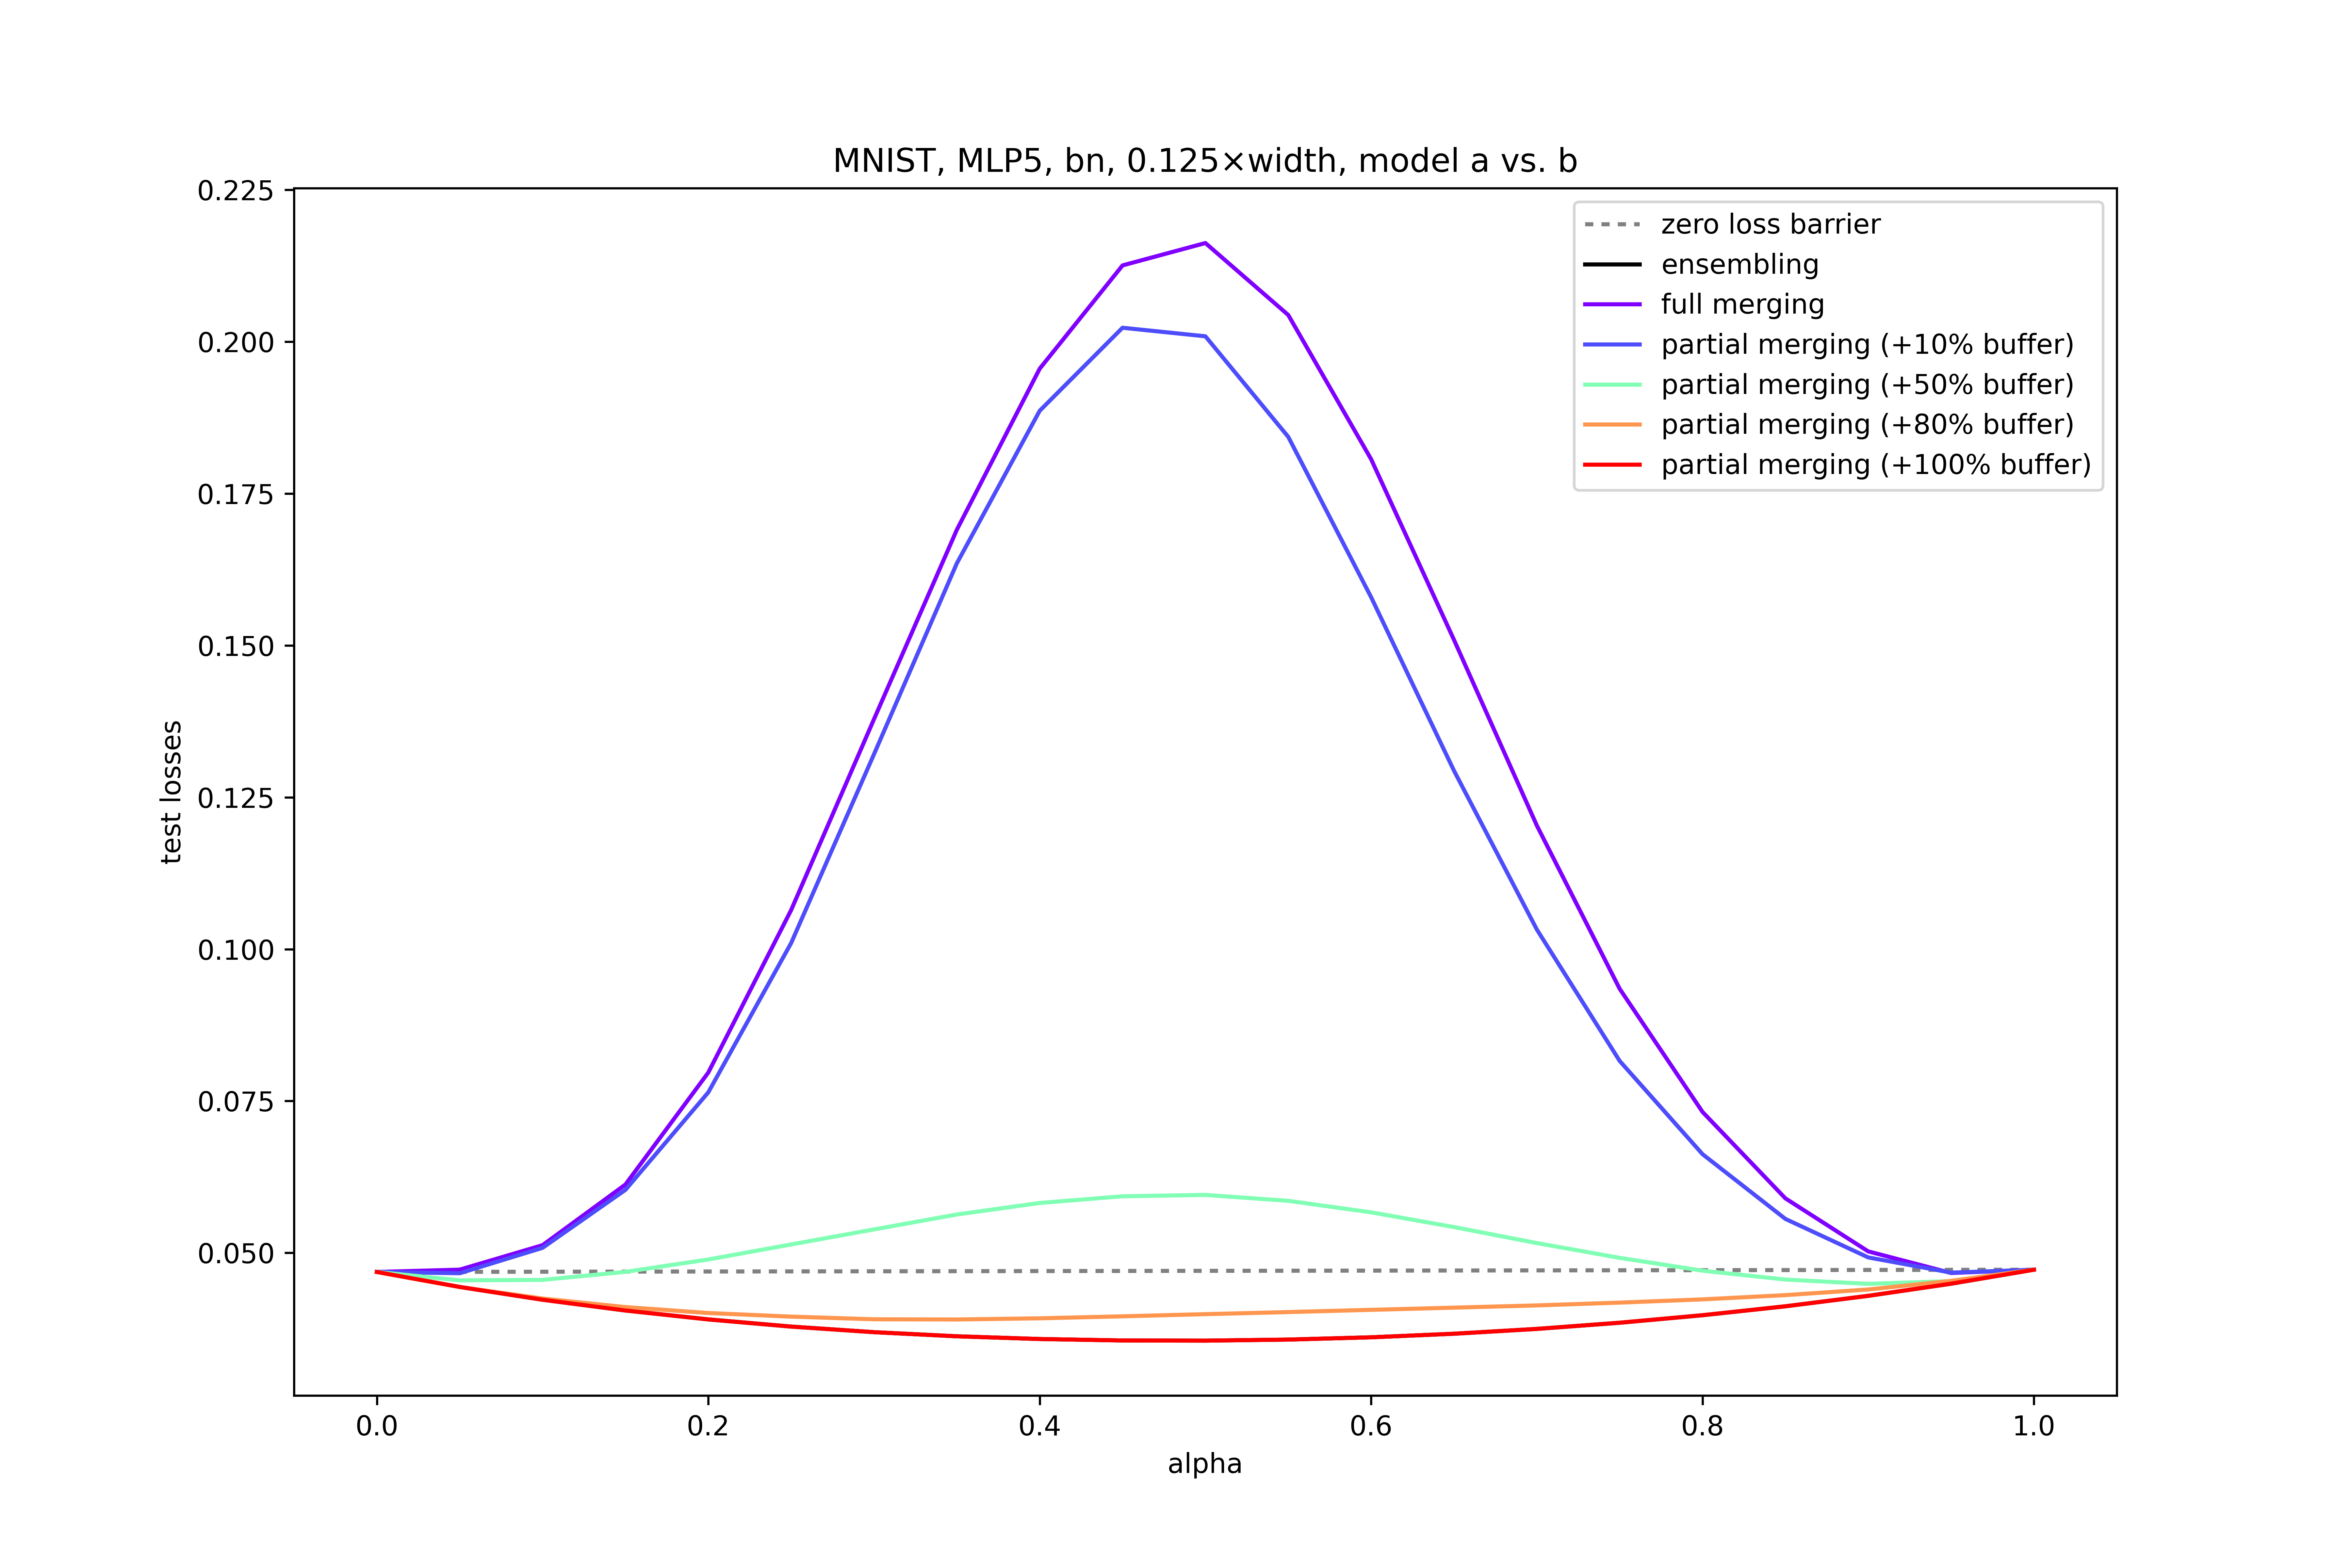 MNIST, MLP5, bn, 0.125×width, model a vs. b
0.225
0.200
0.175
0.150
0.125
0.100
0.075
0.050
test losses
zero loss barrier
ensembling
full merging
partial merging (+10% buffer)
partial merging (+50% buffer)
partial merging (+80% buffer)
partial merging (+100% buffer)
0.0 0.2 0.4 0.6 0.8 1.0
alpha